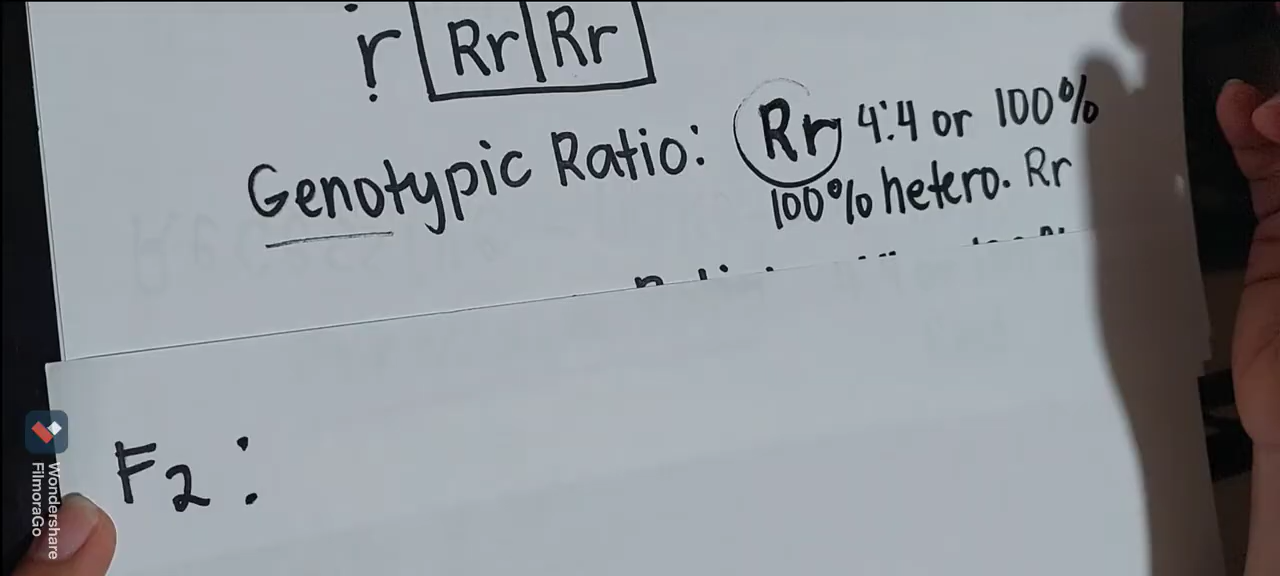 r Rr Rr
Genotypic Ratio: Rr 4:4 or 100%
100% hetero. Rr
F2:
Wondershare
FilmoraGo